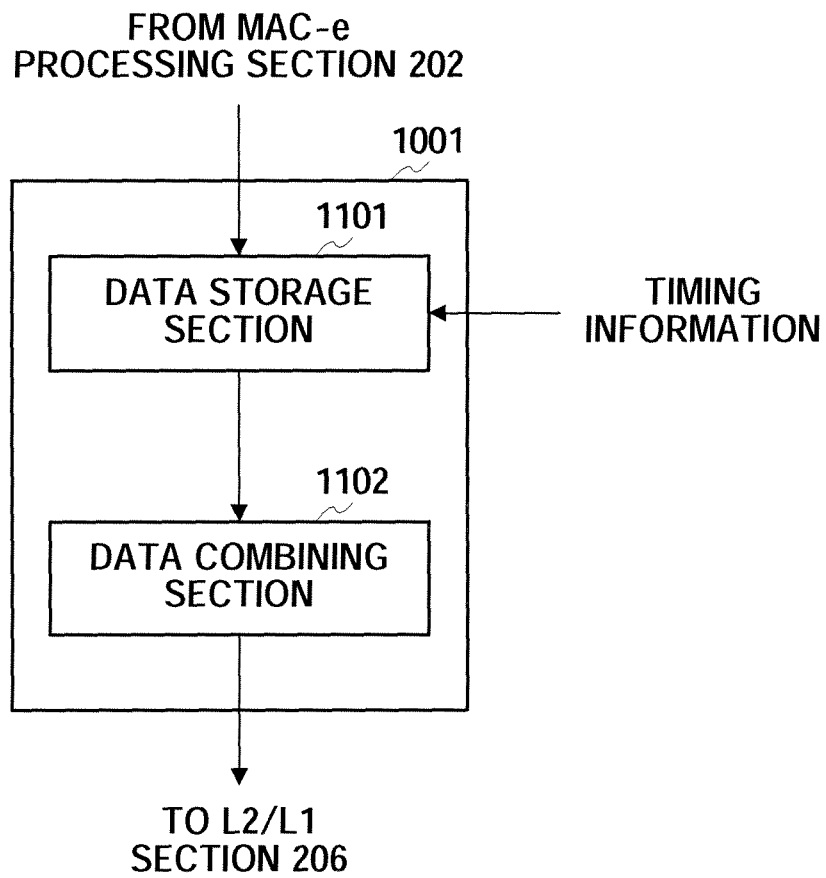 FROM MAC-e
PROCESSING SECTION 202
1001
1101
DATA STORAGE
SECTION
TIMING
INFORMATION
1102
DATA COMBINING
SECTION
TO L2/L1
SECTION 206